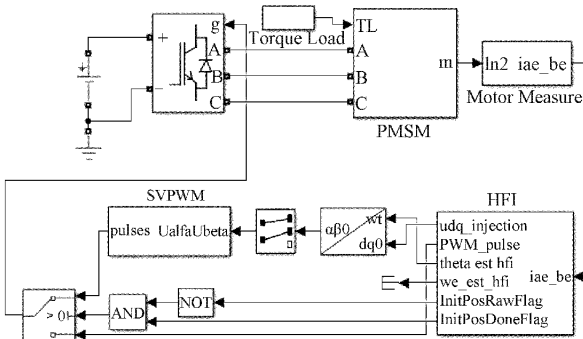 g
TL
Torque Load
+
A
A
B
B
C
C
-
m
In2 iae_be
Motor Measure
PMSM
SVPWM
HFI
pulses UalfaUbeta
αβ0
wt
dq0
udq_injection
PWM_pulse
theta est hfi
we_est_hfi
iae_be
InitPosRawFlag
InitPosDoneFlag
NOT
AND
> 0